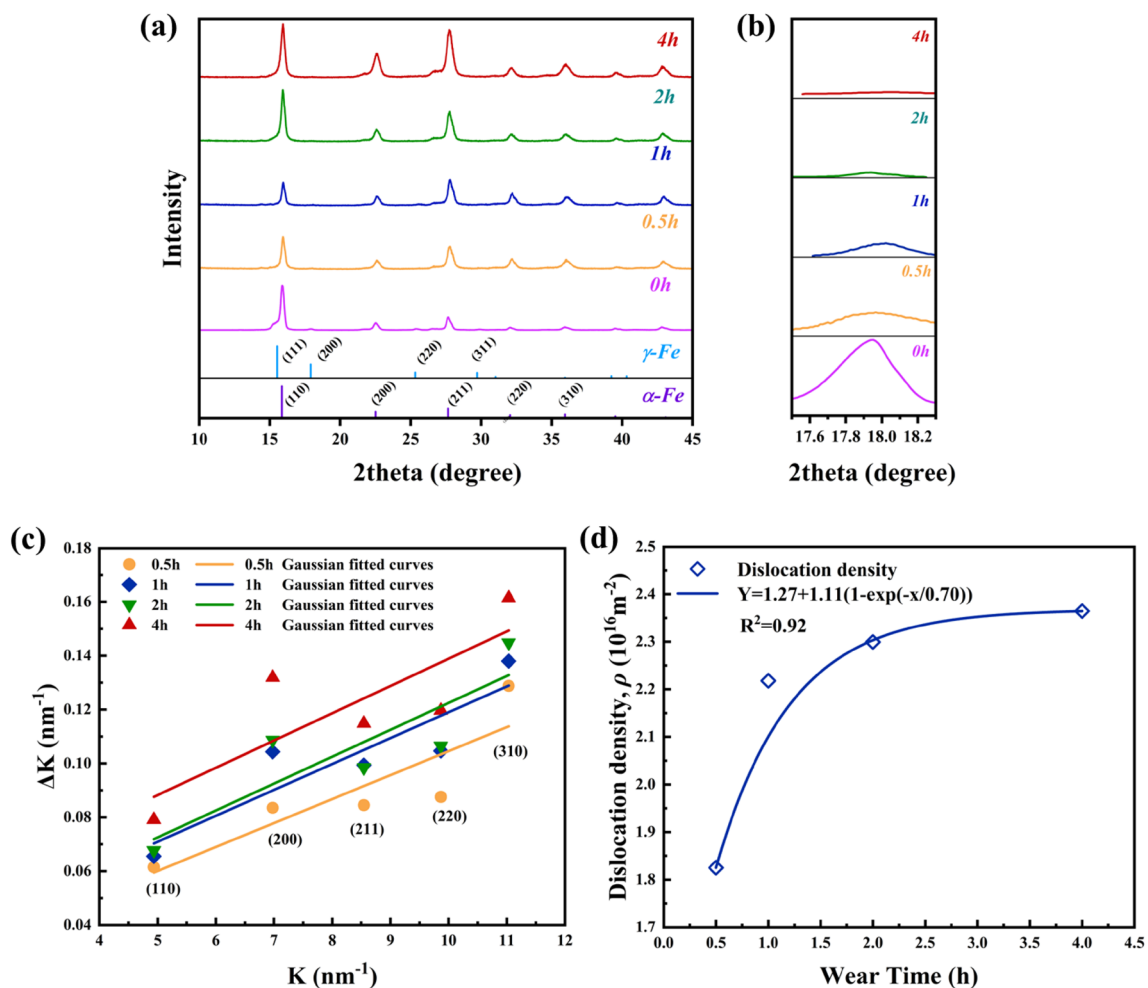 (a)
4h
2h
1h
0.5h
0h
(111)
(200)
(220)
(311)
γ-Fe
(110)
(200)
(211)
(220)
(310)
α-Fe
Intensity
10 15 20 25 30 35 40 45
2theta (degree)
(b)
4h
2h
1h
0.5h
0h
17.6 17.8 18.0 18.2
2theta (degree)
(c)
0.18
0.16
0.14
0.12
0.10
0.08
0.06
0.04
ΔK (nm⁻¹)
0.5h 0.5h Gaussian fitted curves
1h 1h Gaussian fitted curves
2h 2h Gaussian fitted curves
4h 4h Gaussian fitted curves
(110)
(200)
(211)
(220)
(310)
4 5 6 7 8 9 10 11 12
K (nm⁻¹)
(d)
2.5
2.4
2.3
2.2
2.1
2.0
1.9
1.8
1.7
Dislocation density, ρ (10¹⁶m⁻²)
Dislocation density
Y=1.27+1.11(1-exp(-x/0.70))
R²=0.92
0.0 0.5 1.0 1.5 2.0 2.5 3.0 3.5 4.0 4.5
Wear Time (h)